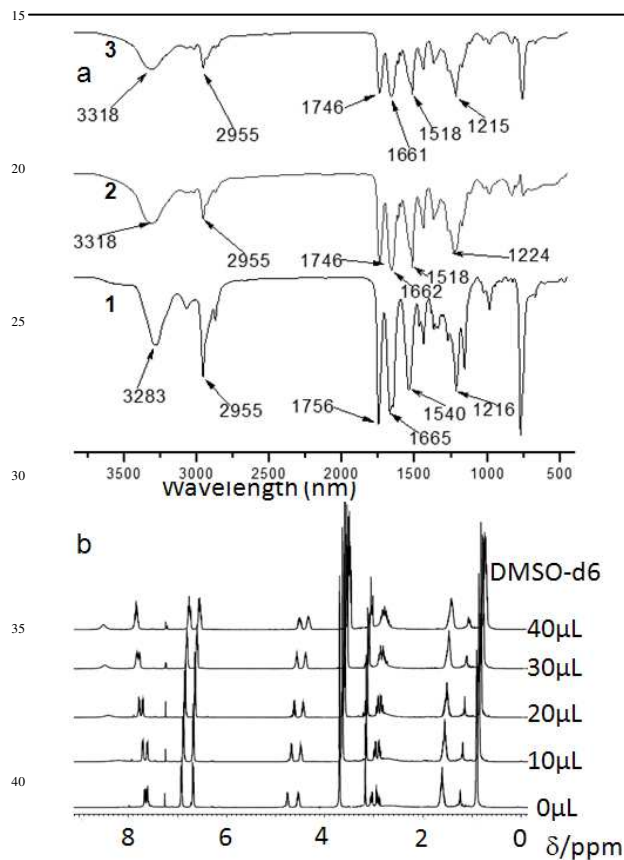 15
3
a
3318
2955
1746
1661
1518
1215
20
2
3318
2955
1746
1662
1518
1224
25
1
3283
2955
1756
1665
1540
1216
3500 3000 2500 2000 1500 1000 500
30
Wavelength (nm)
b
DMSO-d6
35
40µL
30µL
20µL
10µL
40
0µL
8 6 4 2 0
δ/ppm